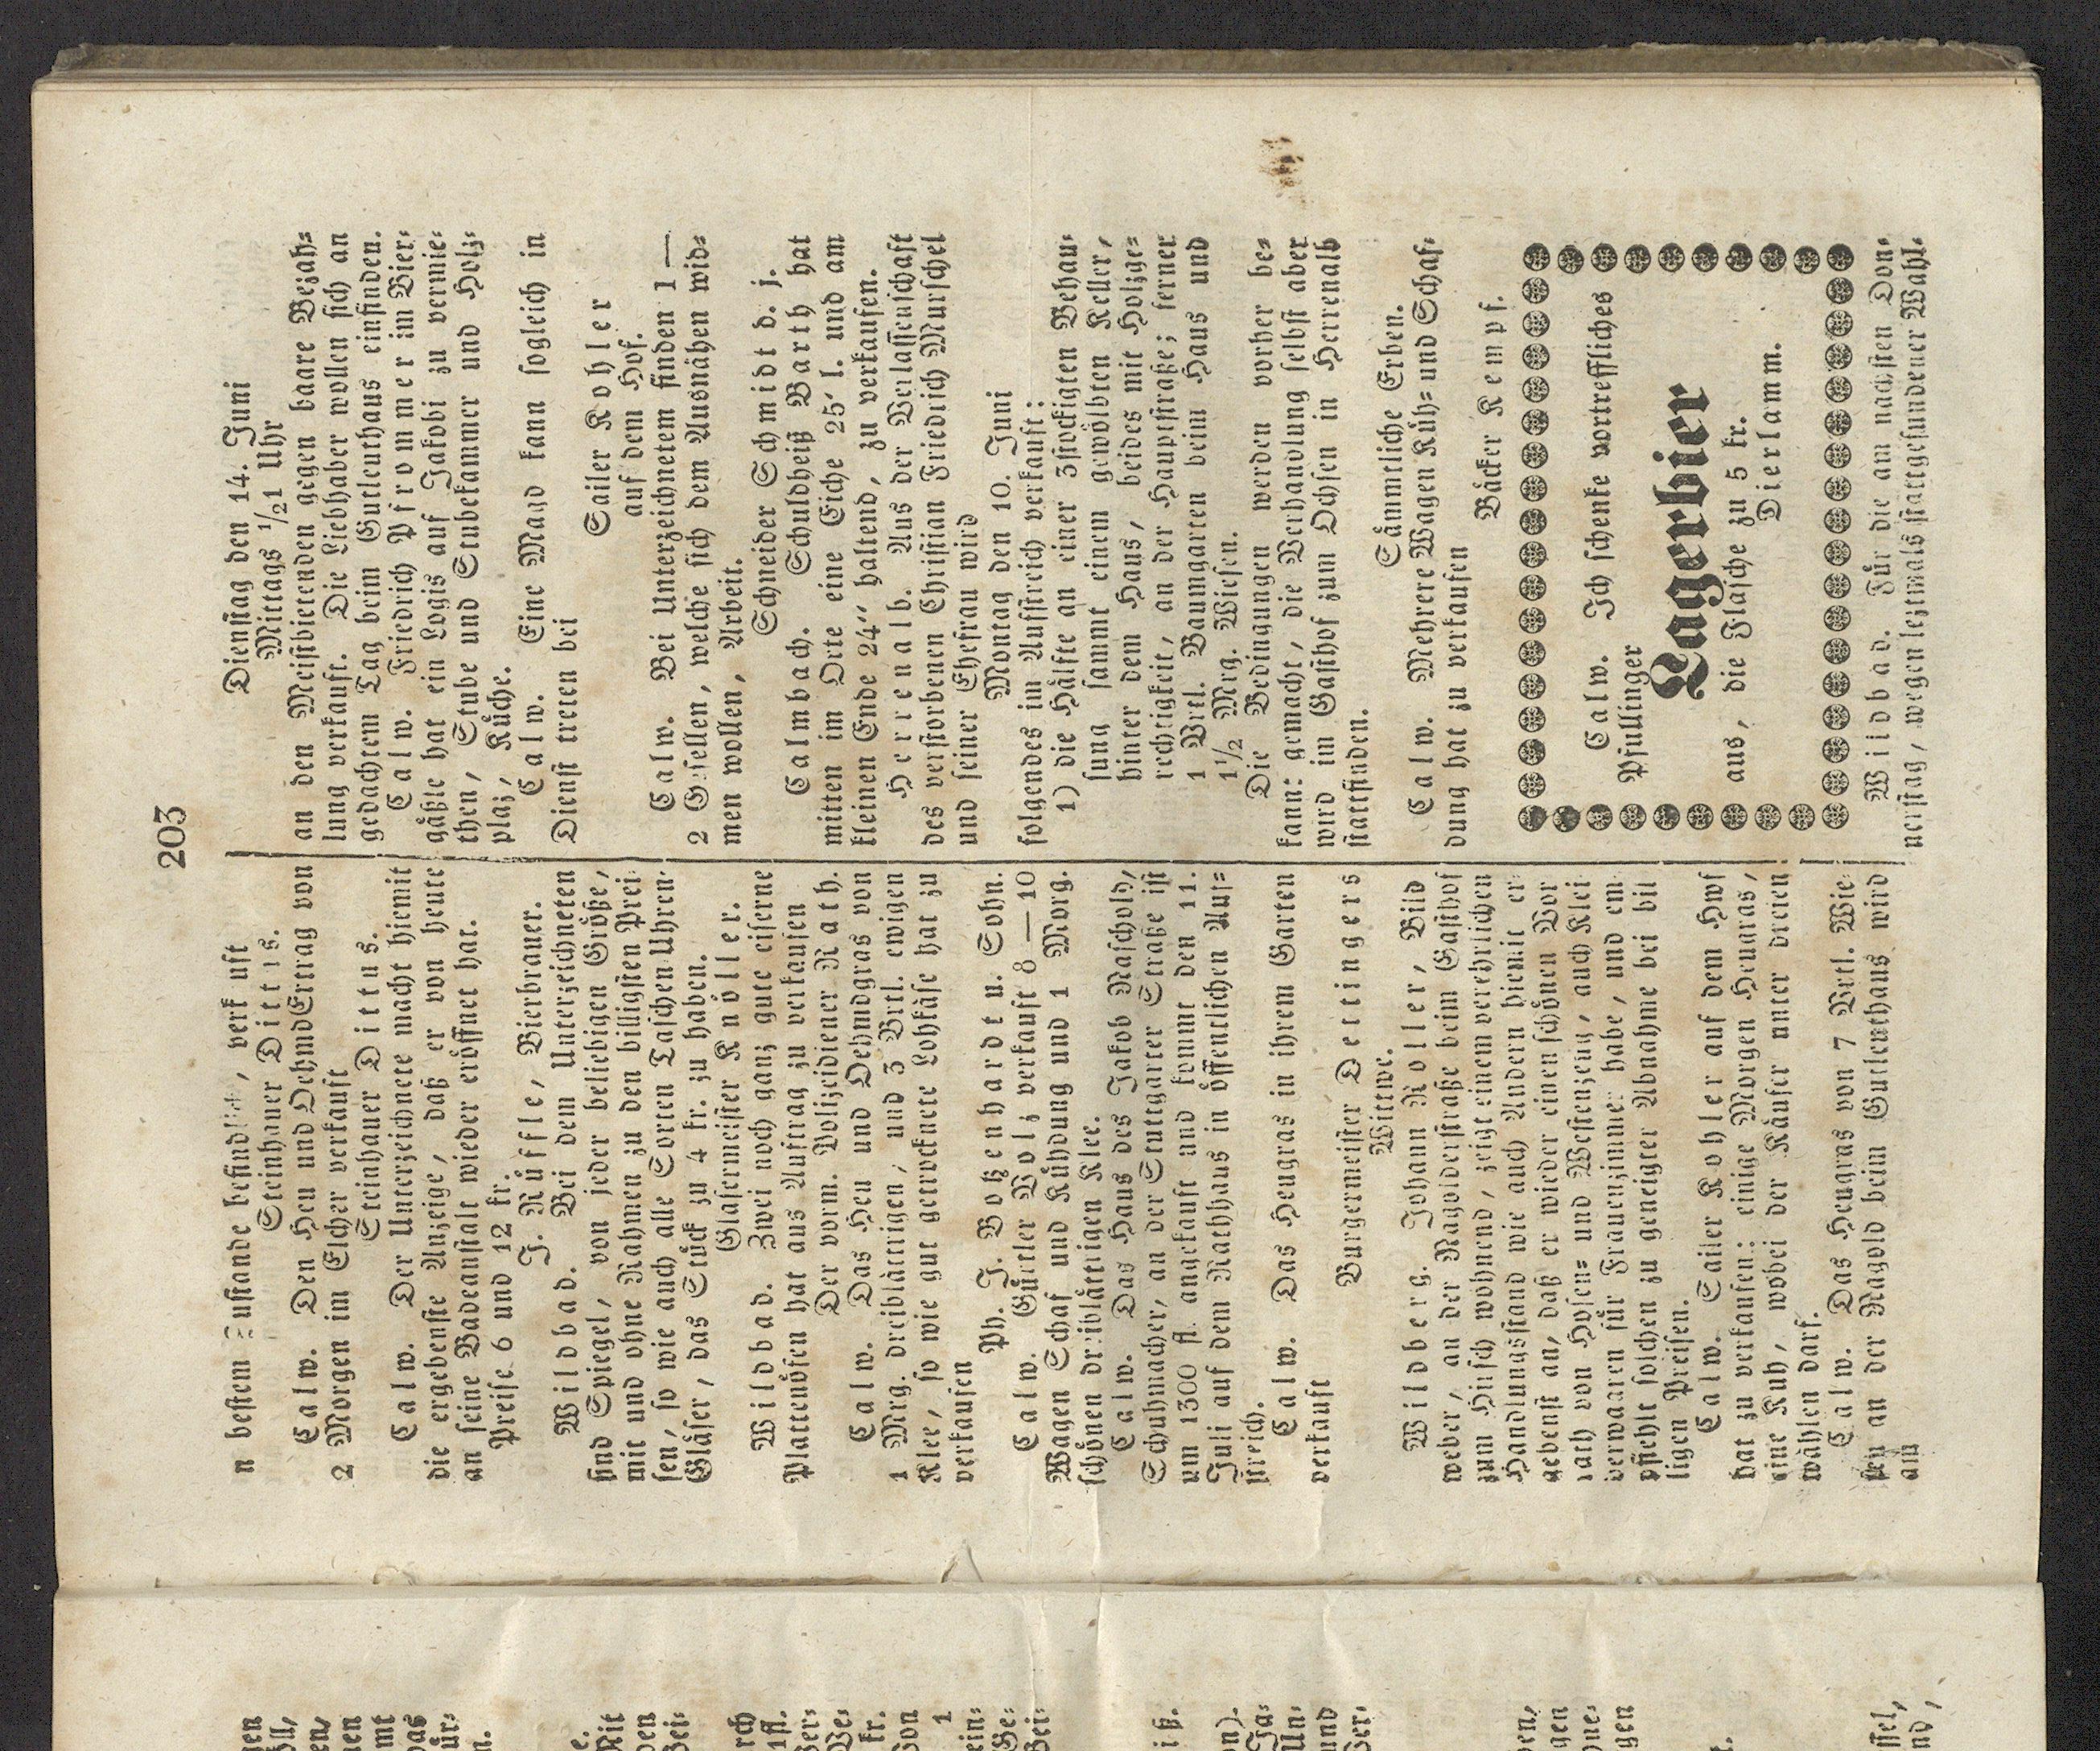 203
n bestem Zustande befindlich, verkauft
Steinhauer Dittus.
Calw. Den Heu und OehmdErtrag von
2 Morgen im Elcher verkauft
Steinhauer Dittus.
Calw. Der Unterzeichnete macht hiemit
die ergebenste Anzeige, daß er von heute
an seine Badeanstalt wieder eröffnet hat.
Preise 6 und 12 kr.
J. Rüffle, Bierbrauer.
Wildbad. Bei dem Unterzeichneten
sind Spiegel, von jeder beliebigen Größe,
mit und ohne Rahmen zu den billigsten Prei-
sen, so wie auch alle Sorten Taschen Uhren-
Gläser, das Stück zu 4 kr. zu haben.
Glasermeister Knöller.
Wildbad. Zwei noch ganz gute eiserne
Plattenöfen hat aus Auftrag zu verkaufen
Der vorm. Polizeidiener Rath.
Calw. Das Heu und Oehmdgras von
1 Mrg. dreiblättrigen, und 3 Brtl. ewigen
Klee, so wie gut getrocknete Lohkäse hat zu
verkaufen
Ph. J. Bozenhardt u. Sohn.
Calw. Gürtler Bolz verkauft 8—10
Wagen Schaf und Kühdung und 1 Morg.
schönen dreiblättigen Klee.
Calw. Das Haus des Jakob Naschold,
Schuhmacher, an der Stuttgarter Straße ist
um 1300 fl. angekauft und kommt den 11.
Juli auf dem Rathhaus in öffentlichen Auf-
streich.
Calw. Das Heugras in ihrem Garten
verkauft
Burgermeister Dettingers
Wittwe.
Wildberg. Johann Roller, Bild
weber, an der Nagolderstraße beim Gasthof
zum Hirsch wohnend, zeigt einem verehrlichen
Handlungsstand wie auch Andern hiemit er-
gebenst an, daß er wieder einen schönen Vor
rath von Hosen- und Westenzeug, auch Klei
derwaaren für Frauenzimmer habe, und em
pfiehlt solchen zu geneigter Abnahme bei bil
ligen Preisen.
Calw. Sailer Kohler auf dem Hof
hat zu verkaufen: einige Morgen Heugras,
eine Kuh, wobei der Käufer unter dreien
wählen darf.
Calw. Das Heugras von 7 Vrtl. Wie-
sen an der Nagold beim Gutleuthaus wird
am
Dienstag den 14. Juni
Mittags 1/2 1 Uhr
an den Meistbietenden gegen baare Bezah-
lung verkauft. Die Liebhaber wollen sich an
gedachtem Tag beim Gutleuthaus einfinden.
Calw. Friedrich Pfrommer im Bier-
gäßle hat ein Logis auf Jakobi zu vermie-
then, Stube und Stubekammer und Holz-
plaz, Küche.
Calw. Eine Magd kann sogleich in
Dienst treten bei
Sailer Kohler
auf dem Hof.
Calw. Bei Unterzeichnetem finden 1—
2 Gesellen, welche sich dem Ausnähen wid-
men wollen, Arbeit.
Schneider Schmidt d. j.
Calmbach. Schuldheiß Barth hat
mitten im Orte eine Eiche 25' l. und am
kleinen Ende 24'' haltend, zu verkaufen.
Herrenalb. Aus der Verlassenschaft
des verstorbenen Christian Friedrich Murschel
und seiner Ehefrau wird
Montag den 10. Juni
folgendes im Aufstreich verkauft:
1) die Hälfte an einer 3stockigten Behau-
sung sammt einem gewölbten Keller,
hinter dem Haus, beides mit Holzge-
rechtigkeit, an der Hauptstraße; ferner
1 Vrtl. Baumgarten beim Haus und
1 1/2 Mrg. Wiesen.
Die Bedingungen werden vorher be-
kannt gemacht, die Verhandlung selbst aber
wird im Gasthof zum Ochsen in Herrenalb
stattfinden.
Sämmtliche Erben.
Calw. Mehrere Wagen Küh- und Schaf-
dung hat zu verkaufen
Bäcker Kempf.
Calw. Ich schenke vortreffliches
Pfullinger
Lagerbier
aus, die Flasche zu 5 kr.
Dierlamm.
Wildbad. Für die am nächsten Don-
nerstag, wegen leztmals stattgefundener Wahl-